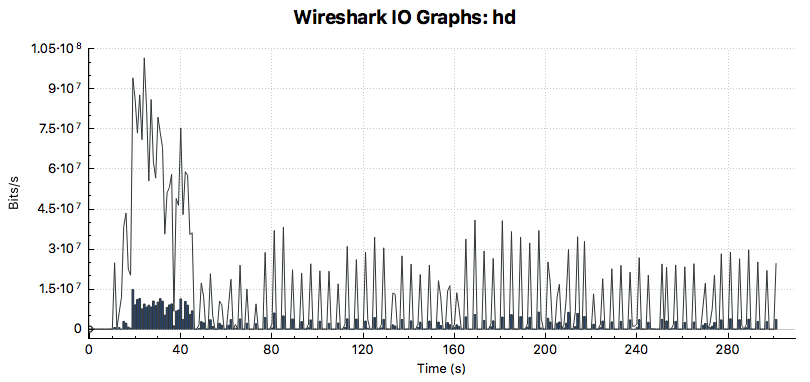 Wireshark IO Graphs: hd
1.05·10⁸
9·10⁷
7.5·10⁷
6·10⁷
4.5·10⁷
3·10⁷
1.5·10⁷
0
Bits/s
0 40 80 120 160 200 240 280
Time (s)